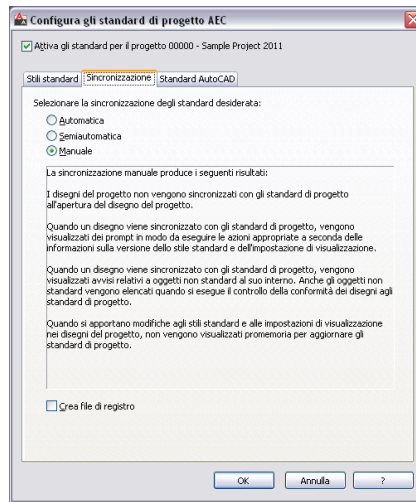 Configura gli standard di progetto AEC
Attiva gli standard per il progetto 00000 - Sample Project 2011
Stili standard
Sincronizzazione
Standard AutoCAD
Selezionare la sincronizzazione degli standard desiderata:
Automatica
Semiautomatica
Manuale
La sincronizzazione manuale produce i seguenti risultati:
I disegni del progetto non vengono sincronizzati con gli standard di progetto
all'apertura del disegno del progetto.
Quando un disegno viene sincronizzato con gli standard di progetto, vengono
visualizzati dei prompt in modo da eseguire le azioni appropriate a seconda delle
informazioni sulla versione dello stile standard e dell'impostazione di visualizzazione.
Quando un disegno viene sincronizzato con gli standard di progetto, vengono
visualizzati avvisi relativi a oggetti non standard al suo interno. Anche gli oggetti non
standard vengono elencati quando si esegue il controllo della conformità dei disegni agli
standard di progetto.
Quando si apportano modifiche agli stili standard e alle impostazioni di visualizzazione
nei disegni del progetto, non vengono visualizzati promemoria per aggiornare gli
standard di progetto.
Crea file di registro
OK
Annulla
?